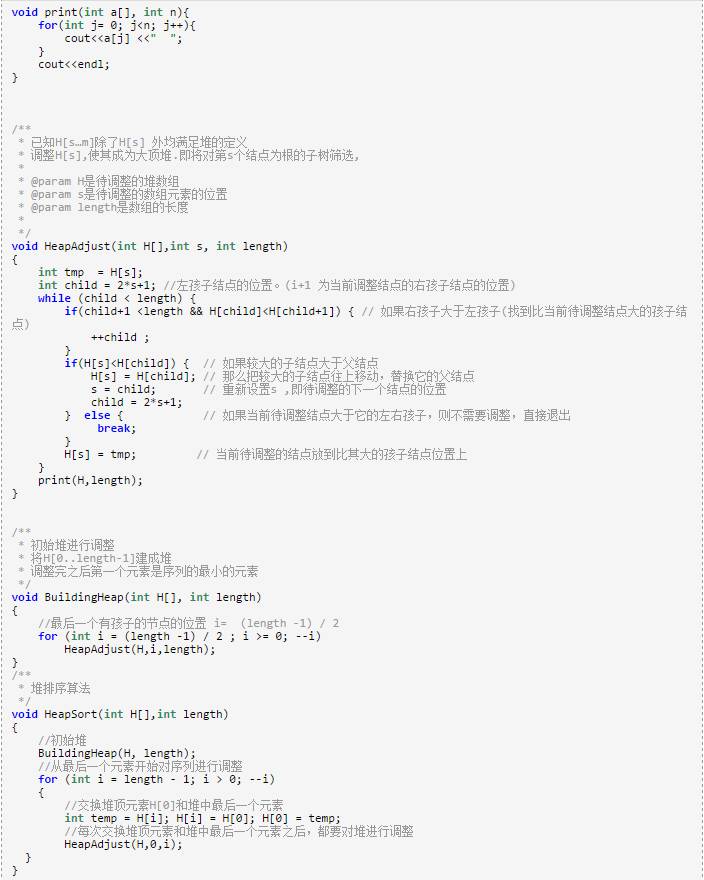 void print(int a[], int n){
    for(int j= 0; j<n; j++){
        cout<<a[j] <<"  ";
    }
    cout<<endl;
}
/**
 * 已知H[s…m]除了H[s] 外均满足堆的定义
 * 调整H[s],使其成为大顶堆.即将对第s个结点为根的子树筛选,
 *
 * @param H是待调整的堆数组
 * @param s是待调整的数组元素的位置
 * @param length是数组的长度
 *
 */
void HeapAdjust(int H[],int s, int length)
{
    int tmp  = H[s];
    int child = 2*s+1; //左孩子结点的位置。(i+1 为当前调整结点的右孩子结点的位置)
    while (child < length) {
        if(child+1 <length && H[child]<H[child+1]) { // 如果右孩子大于左孩子(找到比当前待调整结点大的孩子结
点)
            ++child ;
        }
        if(H[s]<H[child]) {  // 如果较大的子结点大于父结点
            H[s] = H[child]; // 那么把较大的子结点往上移动，替换它的父结点
            s = child;       // 重新设置s ,即待调整的下一个结点的位置
            child = 2*s+1;
        }  else {            // 如果当前待调整结点大于它的左右孩子，则不需要调整，直接退出
             break;
        }
        H[s] = tmp;         // 当前待调整的结点放到比其大的孩子结点位置上
    }
    print(H,length);
}
/**
 * 初始堆进行调整
 * 将H[0..length-1]建成堆
 * 调整完之后第一个元素是序列的最小的元素
 */
void BuildingHeap(int H[], int length)
{
    //最后一个有孩子的节点的位置 i=  (length -1) / 2
    for (int i = (length -1) / 2 ; i >= 0; --i)
        HeapAdjust(H,i,length);
}
/**
 * 堆排序算法
 */
void HeapSort(int H[],int length)
{
    //初始堆
    BuildingHeap(H, length);
    //从最后一个元素开始对序列进行调整
    for (int i = length - 1; i > 0; --i)
    {
        //交换堆顶元素H[0]和堆中最后一个元素
        int temp = H[i]; H[i] = H[0]; H[0] = temp;
        //每次交换堆顶元素和堆中最后一个元素之后，都要对堆进行调整
        HeapAdjust(H,0,i);
  }
}